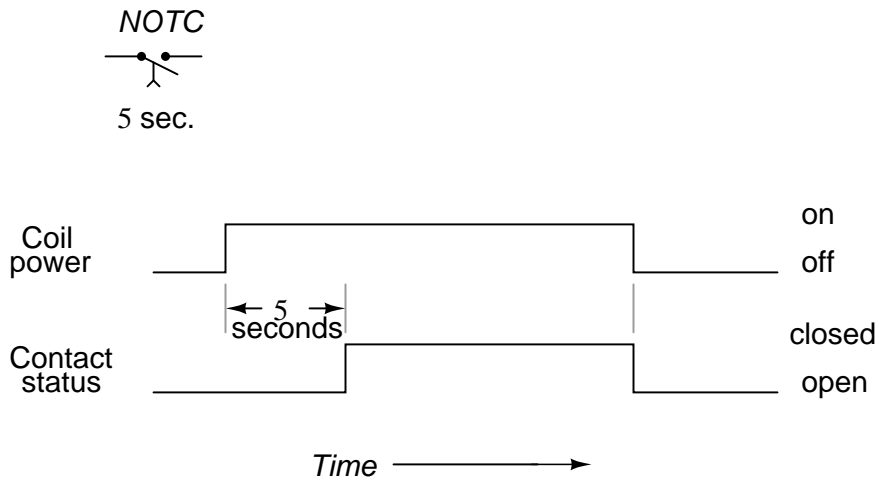 NOTC
5 sec.
on
Coil
power
off
5
seconds
closed
Contact
status
open
Time